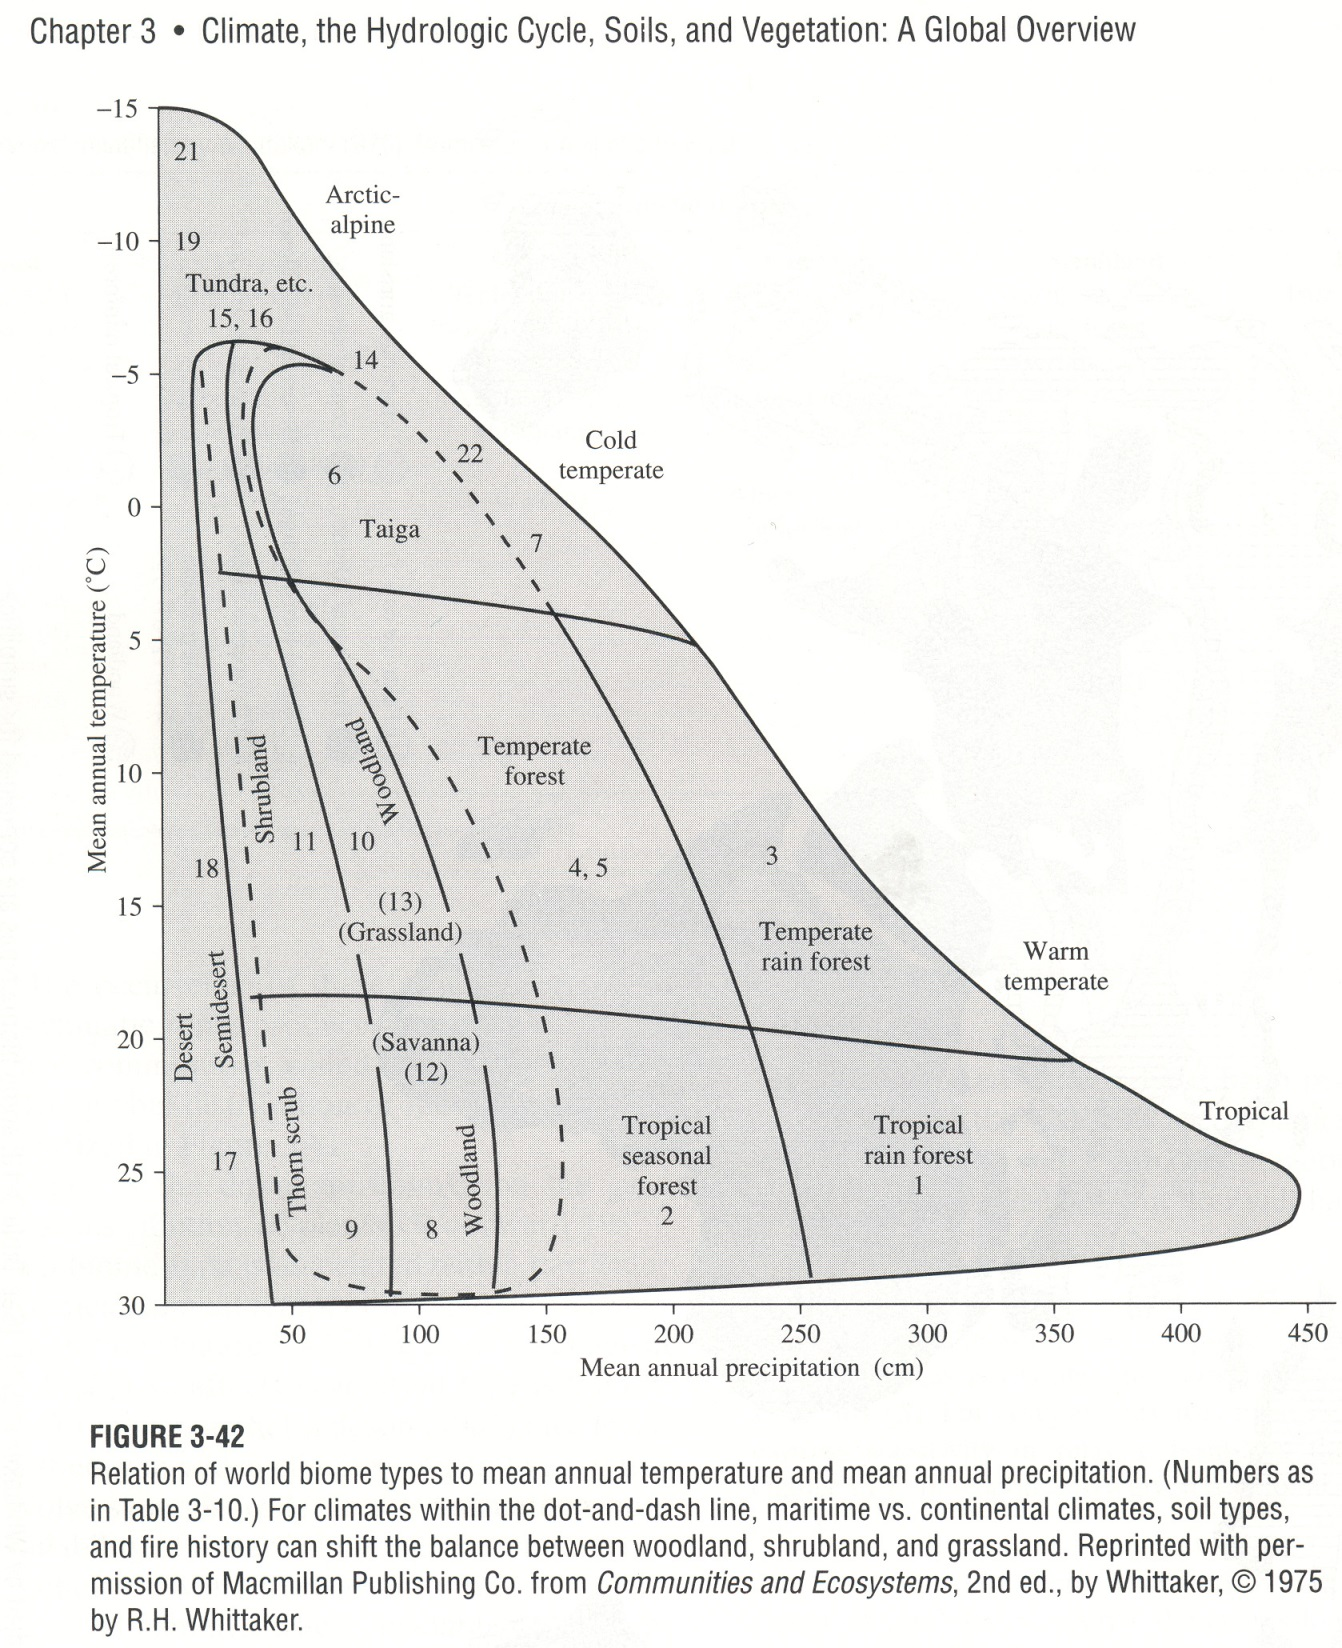 Chapter 3 • Climate, the Hydrologic Cycle, Soils, and Vegetation: A Global Overview
–15
21
Arctic-
alpine
–10
19
Tundra, etc.
15, 16
14
–5
22
Cold
temperate
6
Taiga
0
7
Mean annual temperature (˚C)
5
Woodland
Shrubland
Temperate
forest
10
11
10
18
4, 5
3
15
(13)
(Grassland)
Temperate
rain forest
Warm
temperate
Desert
Semidesert
20
(Savanna)
(12)
Thorn scrub
Woodland
Tropical
seasonal
forest
2
Tropical
rain forest
1
Tropical
17
25
9
8
30
50
100
150
200
250
300
350
400
450
Mean annual precipitation (cm)
FIGURE 3-42
Relation of world biome types to mean annual temperature and mean annual precipitation. (Numbers as
in Table 3-10.) For climates within the dot-and-dash line, maritime vs. continental climates, soil types,
and fire history can shift the balance between woodland, shrubland, and grassland. Reprinted with per-
mission of Macmillan Publishing Co. from Communities and Ecosystems, 2nd ed., by Whittaker, © 1975
by R.H. Whittaker.